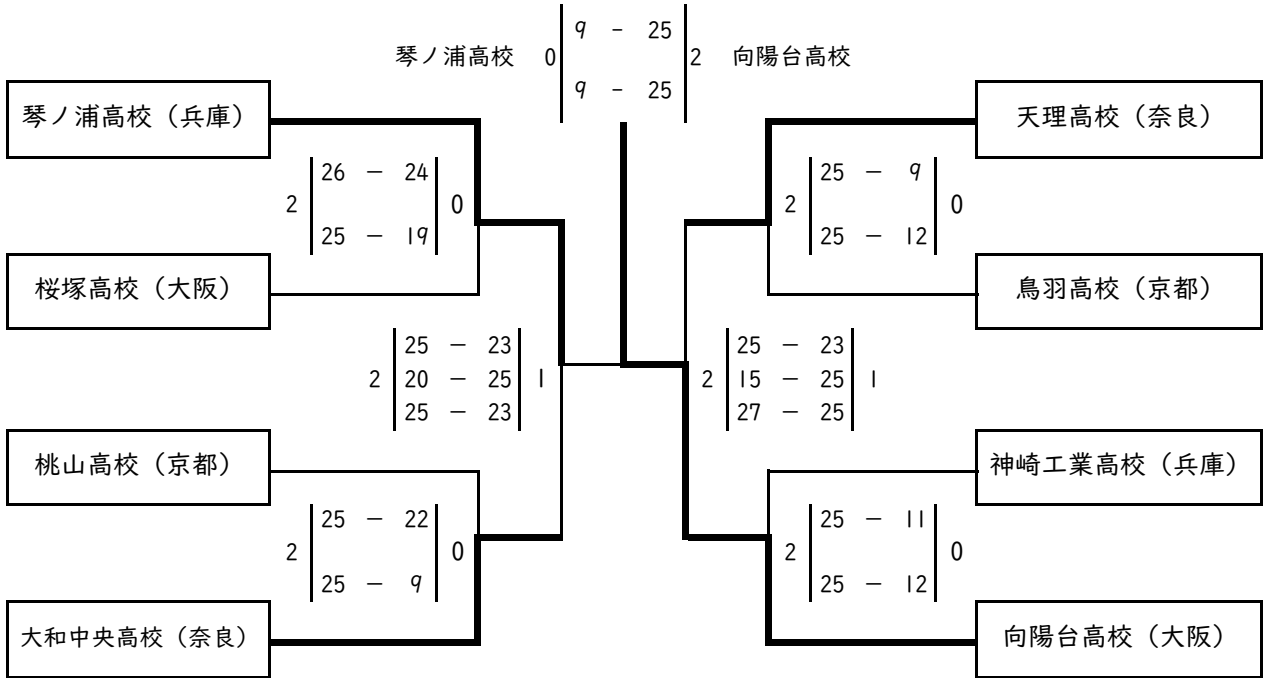 9 - 25
琴ノ浦高校 0 2 向陽台高校
9 - 25
琴ノ浦高校（兵庫）
天理高校（奈良）
26 － 24
2 0
25 － 19
25 － 9
2 0
25 － 12
桜塚高校（大阪）
鳥羽高校（京都）
25 － 23
2 20 － 25 1
25 － 23
25 － 23
2 15 － 25 1
27 － 25
桃山高校（京都）
神崎工業高校（兵庫）
25 － 22
2 0
25 － 9
25 － 11
2 0
25 － 12
大和中央高校（奈良）
向陽台高校（大阪）